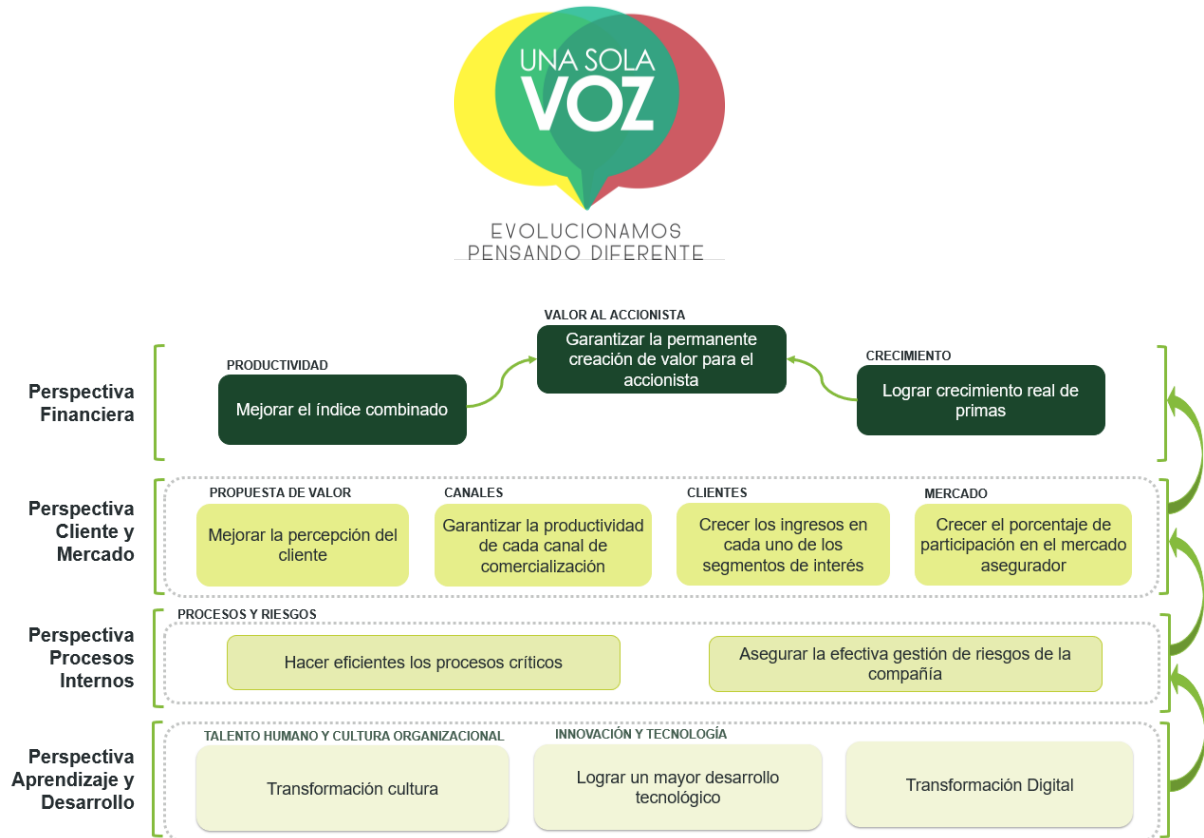 UNA SOLA
VOZ
EVOLUCIONAMOS
PENSANDO DIFERENTE
Perspectiva
Financiera
VALOR AL ACCIONISTA
Garantizar la permanente
creación de valor para el
accionista
PRODUCTIVIDAD
Mejorar el índice combinado
CRECIMIENTO
Lograr crecimiento real de
primas
Perspectiva
Cliente y
Mercado
PROPUESTA DE VALOR
Mejorar la percepción del
cliente
CANALES
Garantizar la productividad
de cada canal de
comercialización
CLIENTES
Crecer los ingresos en
cada uno de los
segmentos de interés
MERCADO
Crecer el porcentaje de
participación en el mercado
asegurador
Perspectiva
Procesos
Internos
PROCESOS Y RIESGOS
Hacer eficientes los procesos críticos
Asegurar la efectiva gestión de riesgos de la
compañía
Perspectiva
Aprendizaje y
Desarrollo
TALENTO HUMANO Y CULTURA ORGANIZACIONAL
Transformación cultura
INNOVACIÓN Y TECNOLOGÍA
Lograr un mayor desarrollo
tecnológico
Transformación Digital